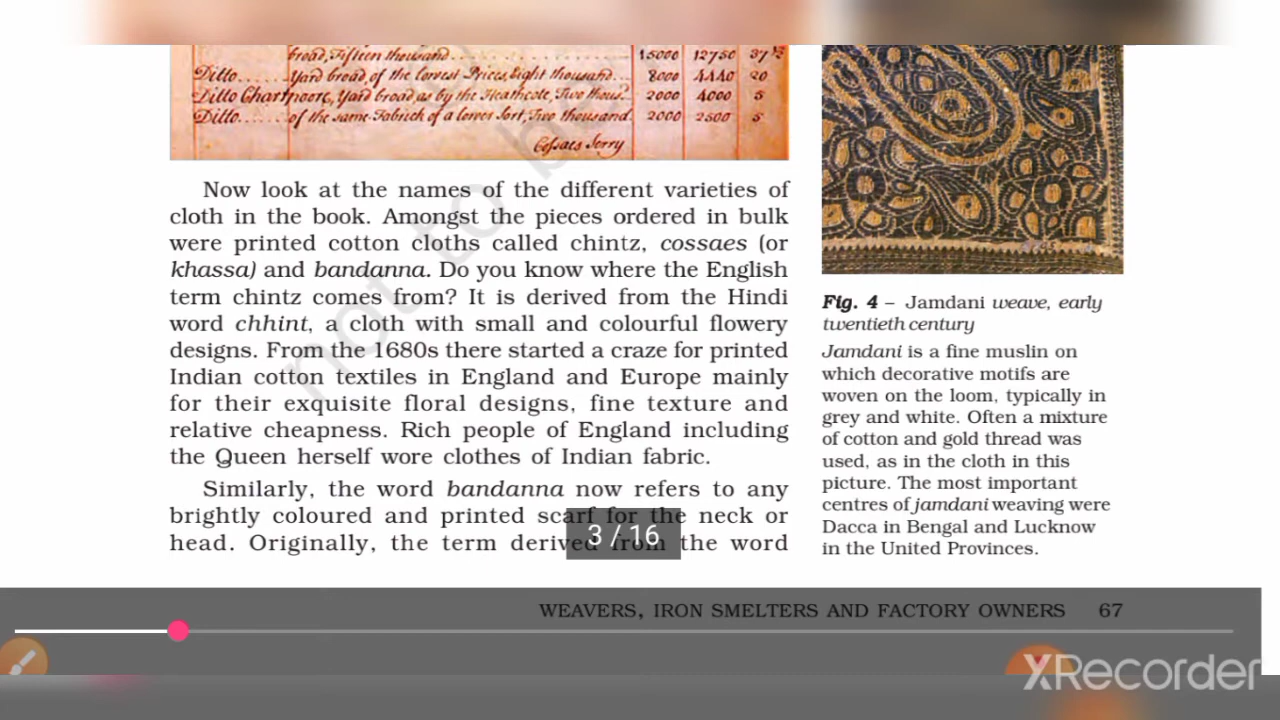 broad, Fifteen thousand 15000 12750 37½
Ditto Yard broad, of the lowest Prices, Eight thousand 8000 4440 20
Ditto Chartpoore, Yard broad as by the Heathcote, Two thous.d 2000 4000 5
Ditto of the same Fabrick of a lower Sort, Two thousand. 2000 2500 5
Now look at the names of the different varieties of
cloth in the book. Amongst the pieces ordered in bulk
were printed cotton cloths called chintz, cossaes (or
khassa) and bandanna. Do you know where the English
term chintz comes from? It is derived from the Hindi
word chhint, a cloth with small and colourful flowery
designs. From the 1680s there started a craze for printed
Indian cotton textiles in England and Europe mainly
for their exquisite floral designs, fine texture and
relative cheapness. Rich people of England including
the Queen herself wore clothes of Indian fabric.
Similarly, the word bandanna now refers to any
brightly coloured and printed scarf for the neck or
head. Originally, the term derived from the word
not to be
Fig. 4 – Jamdani weave, early
twentieth century
Jamdani is a fine muslin on
which decorative motifs are
woven on the loom, typically in
grey and white. Often a mixture
of cotton and gold thread was
used, as in the cloth in this
picture. The most important
centres of jamdani weaving were
Dacca in Bengal and Lucknow
in the United Provinces.
3 / 16
WEAVERS, IRON SMELTERS AND FACTORY OWNERS 67
XRecorder